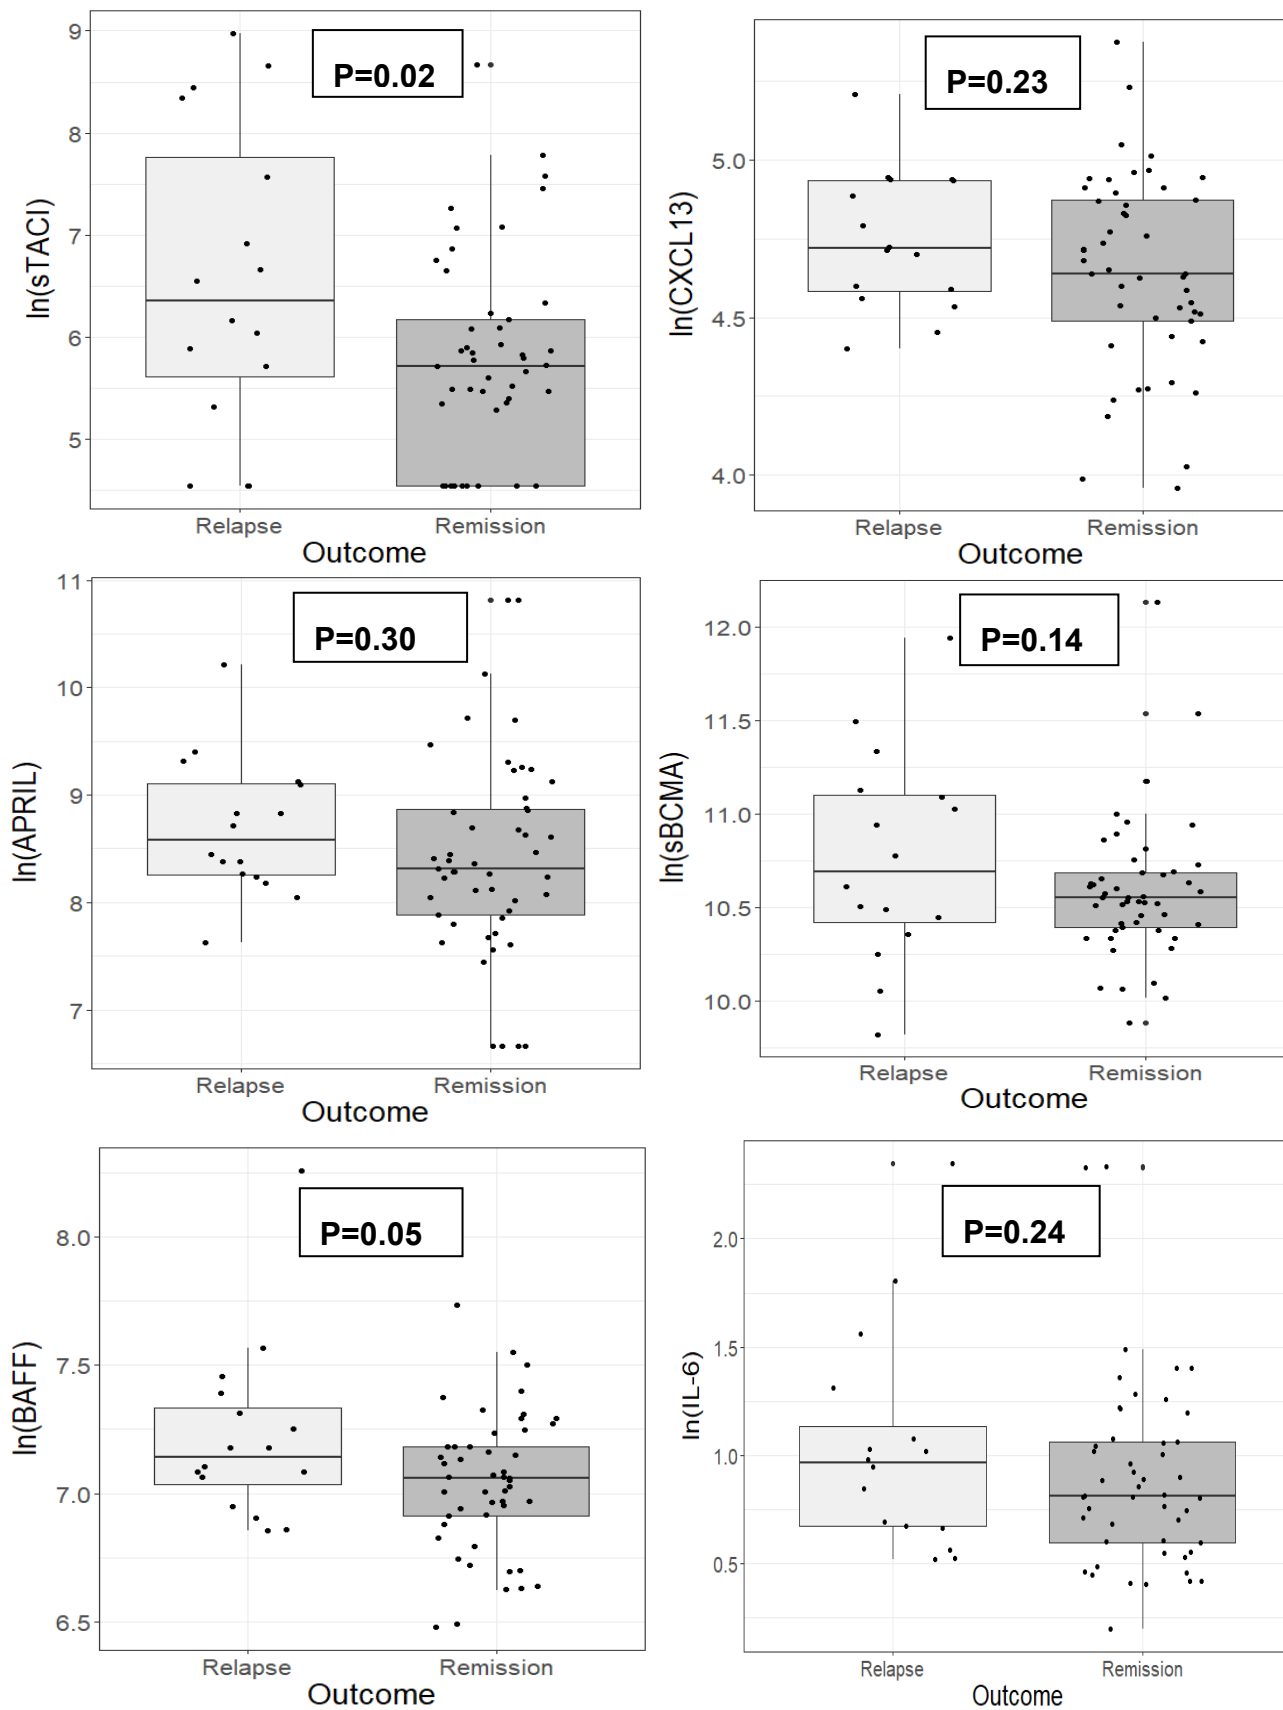 P=0.02
ln(sTACI)
9
8
7
6
5
Relapse Remission
Outcome
P=0.23
ln(CXCL13)
5.0
4.5
4.0
Relapse Remission
Outcome
P=0.30
ln(APRIL)
11
10
9
8
7
Relapse Remission
Outcome
P=0.14
ln(sBCMA)
12.0
11.5
11.0
10.5
10.0
Relapse Remission
Outcome
P=0.05
ln(BAFF)
8.0
7.5
7.0
6.5
Relapse Remission
Outcome
P=0.24
ln(IL-6)
2.0
1.5
1.0
0.5
Relapse Remission
Outcome